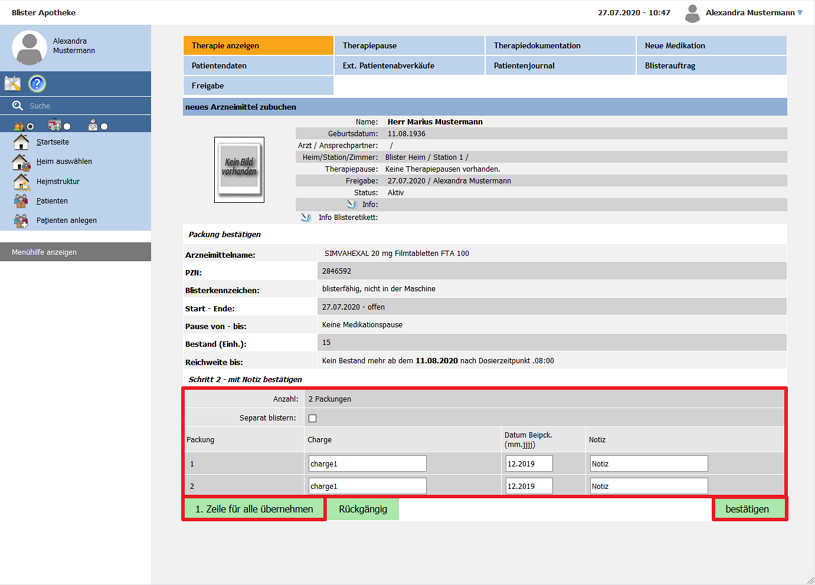 Blister Apotheke
27.07.2020 - 10:47
Alexandra Mustermann
Alexandra
Mustermann
Suche
Startseite
Heim auswählen
Heimstruktur
Patienten
Patienten anlegen
Menühilfe anzeigen
Therapie anzeigen
Therapiepause
Therapiedokumentation
Neue Medikation
Patientendaten
Ext. Patientenabverkäufe
Patientenjournal
Blisterauftrag
Freigabe
neues Arzneimittel zubuchen
Kein Bild
vorhanden
Name: Herr Marius Mustermann
Geburtsdatum: 11.08.1936
Arzt / Ansprechpartner: /
Heim/Station/Zimmer: Blister Heim / Station 1 /
Therapiepause: Keine Therapiepausen vorhanden.
Freigabe: 27.07.2020 / Alexandra Mustermann
Status: Aktiv
Info:
Info Blisteretikett:
Packung bestätigen
Arzneimittelname: SIMVAHEXAL 20 mg Filmtabletten FTA 100
PZN: 2846592
Blisterkennzeichen: blisterfähig, nicht in der Maschine
Start - Ende: 27.07.2020 - offen
Pause von - bis: Keine Medikationspause
Bestand (Einh.): 15
Reichweite bis: Kein Bestand mehr ab dem 11.08.2020 nach Dosierzeitpunkt .08:00
Schritt 2 - mit Notiz bestätigen
Anzahl: 2 Packungen
Separat blistern:
Packung Charge Datum Beipck. Notiz
(mm.jjjj)
1 charge1 12.2019 Notiz
2 charge1 12.2019 Notiz
1. Zeile für alle übernehmen Rückgängig bestätigen